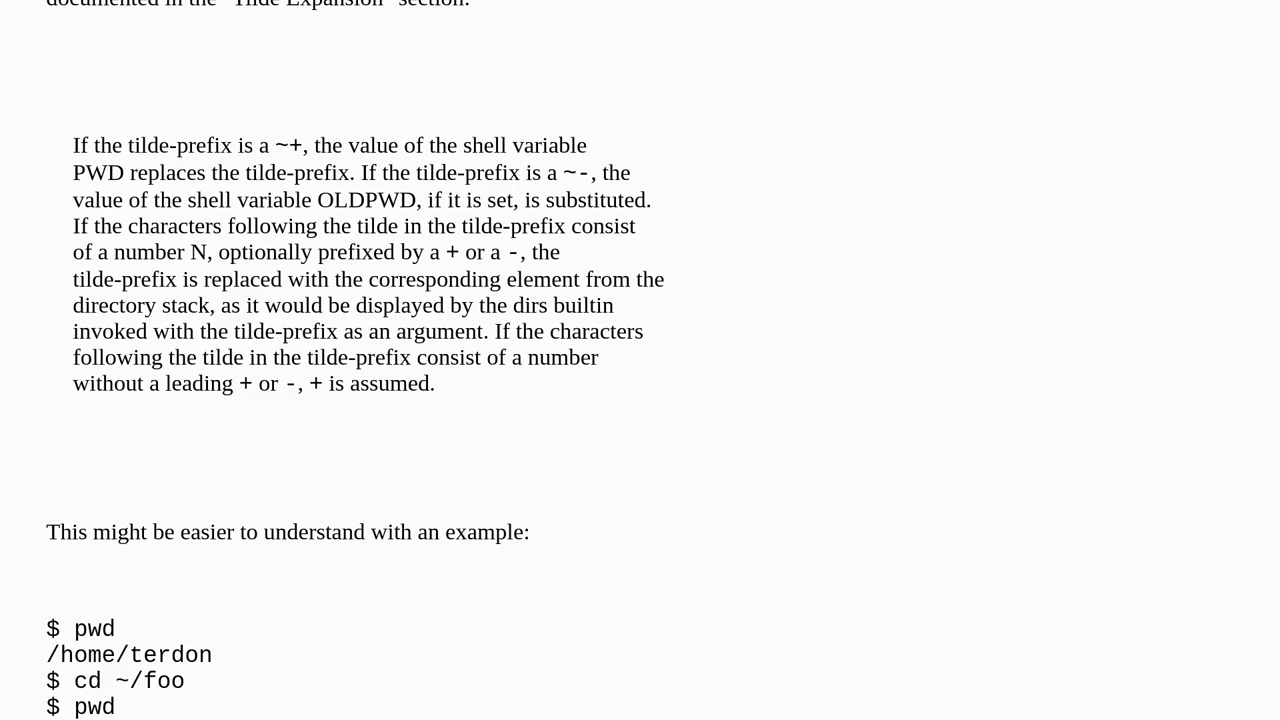 documented in the "Tilde Expansion" section:
If the tilde-prefix is a ~+, the value of the shell variable
PWD replaces the tilde-prefix. If the tilde-prefix is a ~-, the
value of the shell variable OLDPWD, if it is set, is substituted.
If the characters following the tilde in the tilde-prefix consist
of a number N, optionally prefixed by a + or a -, the
tilde-prefix is replaced with the corresponding element from the
directory stack, as it would be displayed by the dirs builtin
invoked with the tilde-prefix as an argument. If the characters
following the tilde in the tilde-prefix consist of a number
without a leading + or -, + is assumed.
This might be easier to understand with an example:
$ pwd
/home/terdon
$ cd ~/foo
$ pwd